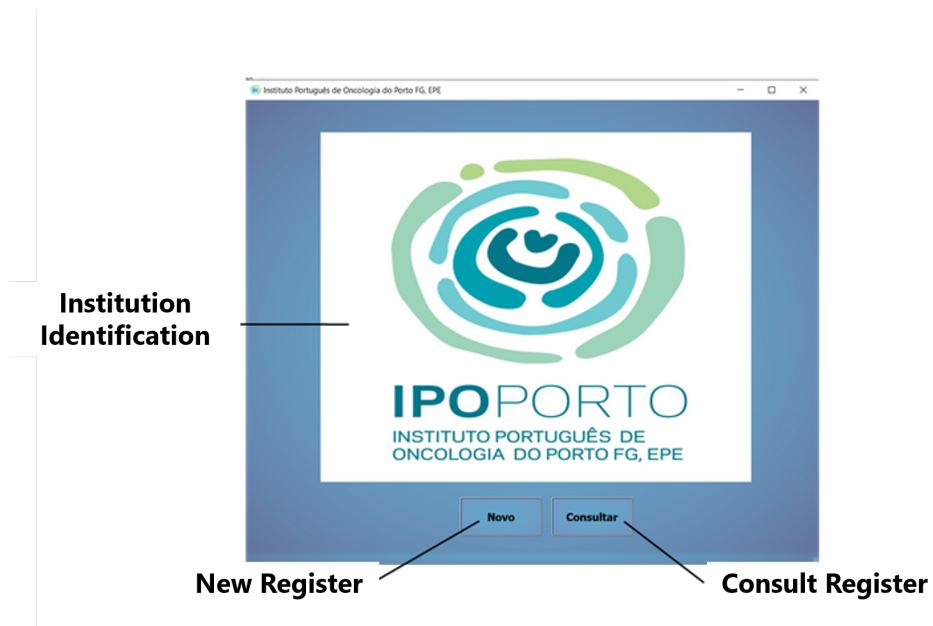 Instituto Português de Oncologia do Porto FG, EPE
Institution
Identification
IPOPORTO
INSTITUTO PORTUGUÊS DE
ONCOLOGIA DO PORTO FG, EPE
Novo
Consultar
New Register
Consult Register